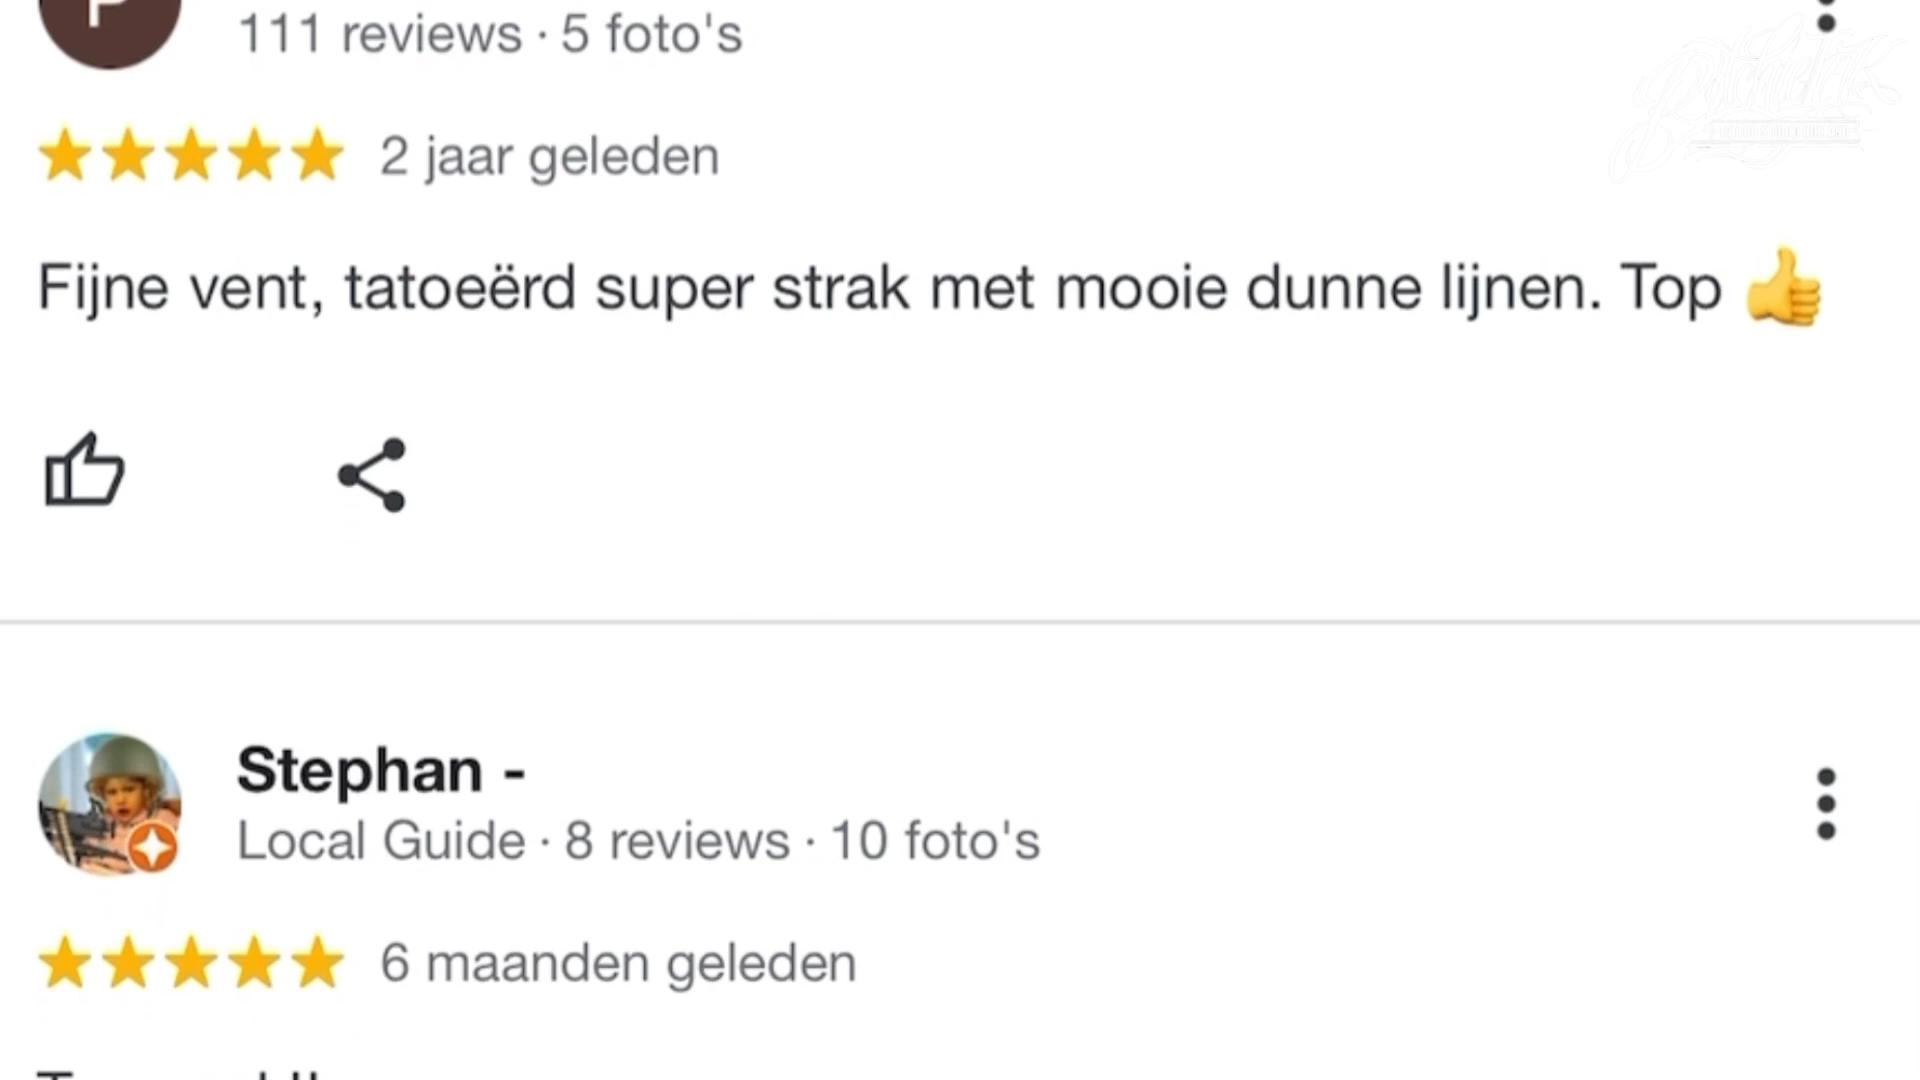 P
111 reviews · 5 foto's
2 jaar geleden
Fijne vent, tatoeërd super strak met mooie dunne lijnen. Top 👍
Stephan -
Local Guide · 8 reviews · 10 foto's
6 maanden geleden